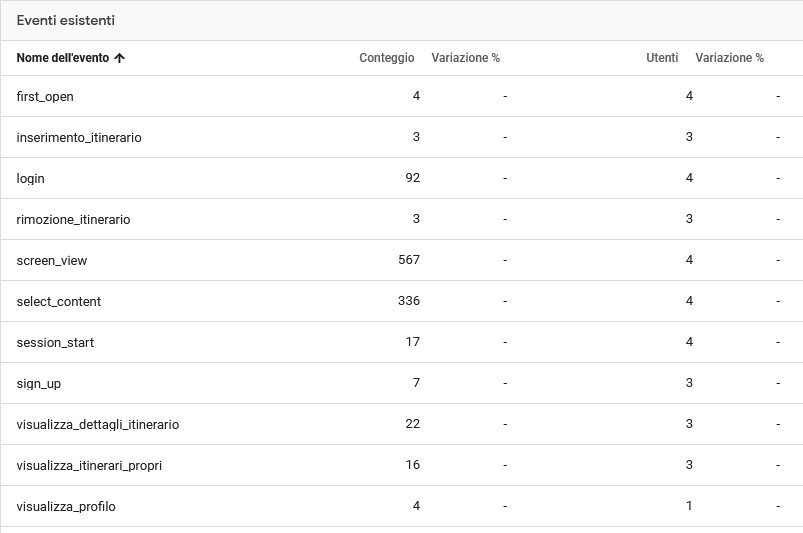 Eventi esistenti
Nome dell'evento ↑ Conteggio Variazione % Utenti Variazione %
first_open 4 - 4 -
inserimento_itinerario 3 - 3 -
login 92 - 4 -
rimozione_itinerario 3 - 3 -
screen_view 567 - 4 -
select_content 336 - 4 -
session_start 17 - 4 -
sign_up 7 - 3 -
visualizza_dettagli_itinerario 22 - 3 -
visualizza_itinerari_propri 16 - 3 -
visualizza_profilo 4 - 1 -